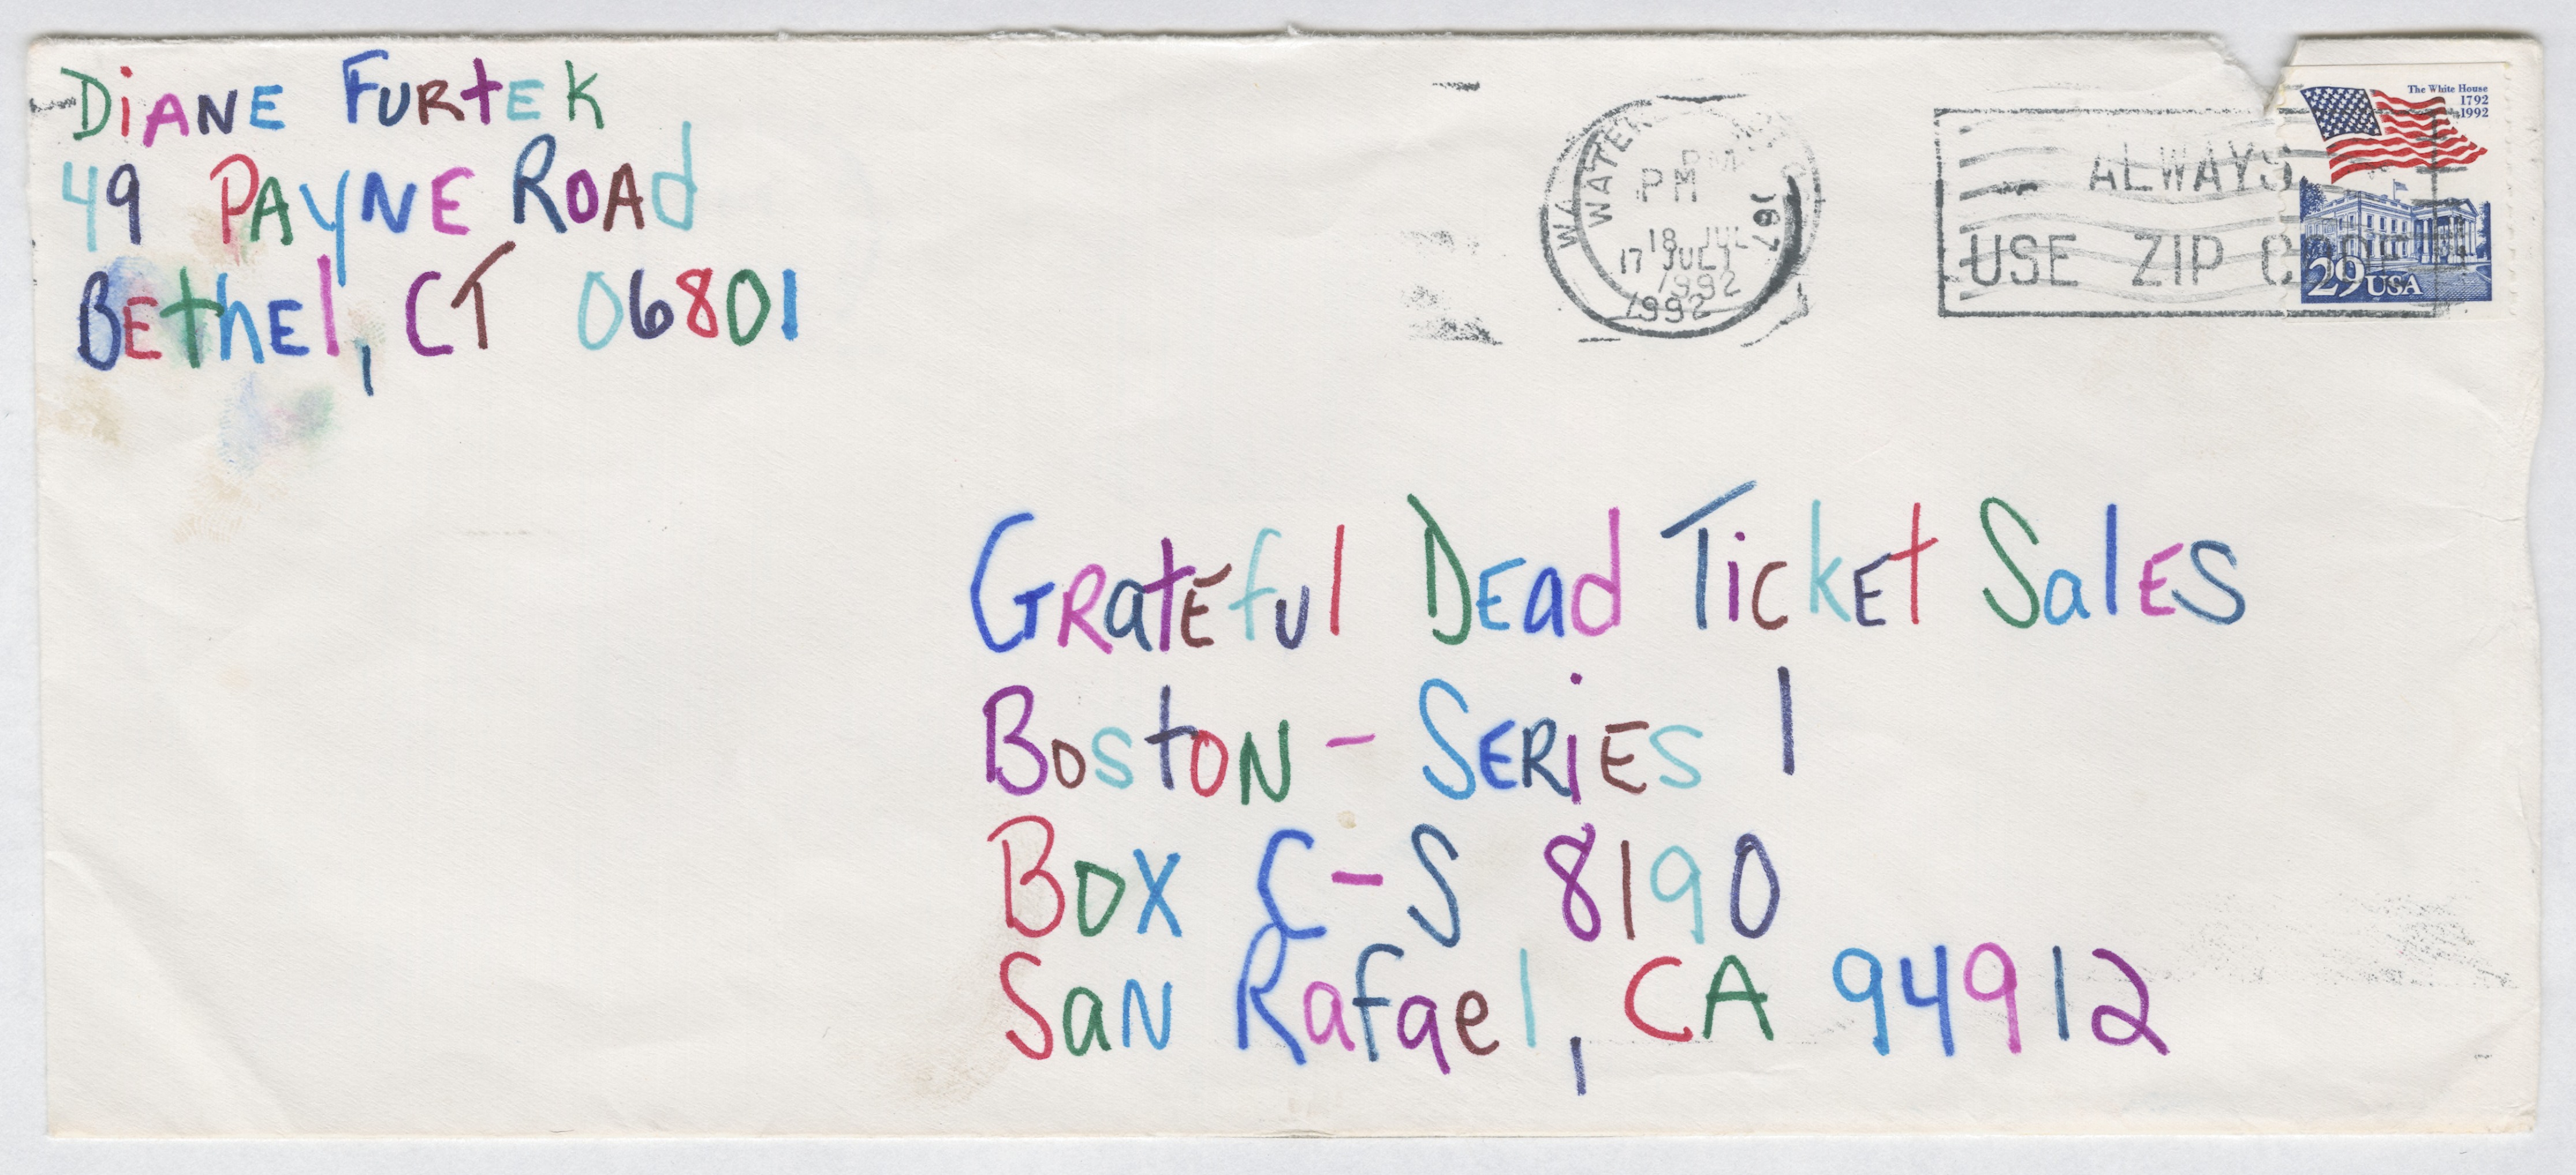 Diane Furtek
49 Payne Road
Bethel, CT 06801
PM
18 JUL
17 JUL
1992
1992
ALWAYS
USE ZIP
The White House
1792
1992
29 USA
Grateful Dead Ticket Sales
Boston - Series 1
Box C-S 8190
San Rafael, CA 94912